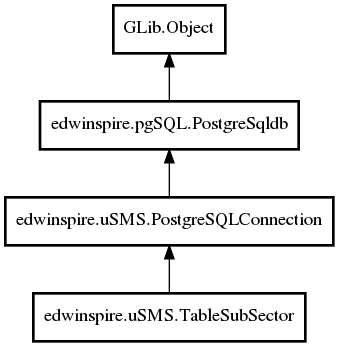 GLib.Object
edwinspire.pgSQL.PostgreSqldb
edwinspire.uSMS.PostgreSQLConnection
edwinspire.uSMS.TableSubSector